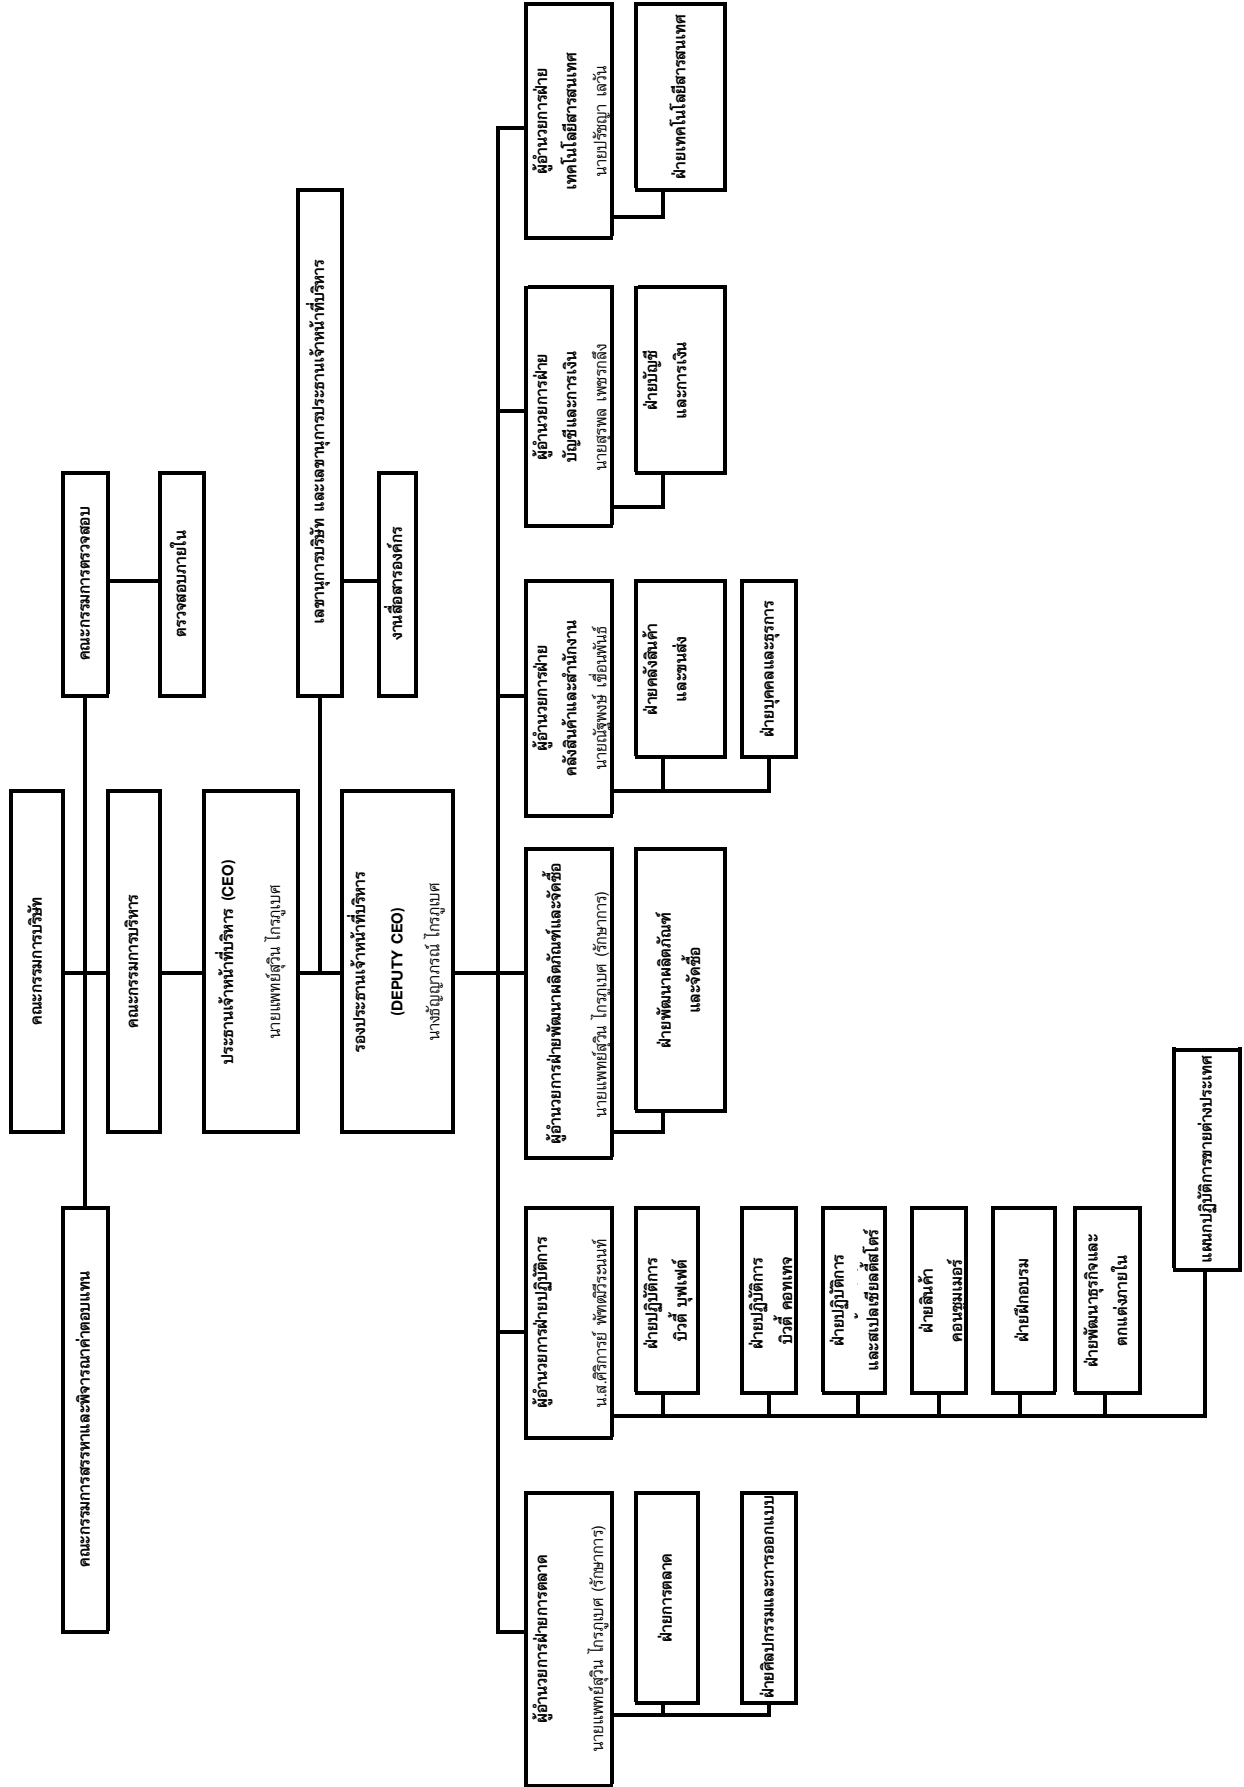 คณะกรรมการบริษัท
คณะกรรมการสรรหาและพิจารณาค่าตอบแทน
คณะกรรมการตรวจสอบ
คณะกรรมการบริหาร
ตรวจสอบภายใน
ประธานเจ้าหน้าที่บริหาร (CEO)
นายแพทย์สุวิน ไกรภูเบศ
เลขานุการบริษัท และเลขานุการประธานเจ้าหน้าที่บริหาร
งานสื่อสารองค์กร
รองประธานเจ้าหน้าที่บริหาร
(DEPUTY CEO)
นางธัญญาภรณ์ ไกรภูเบศ
ผู้อำนวยการฝ่ายการตลาด
นายแพทย์สุวิน ไกรภูเบศ (รักษาการ)
ฝ่ายการตลาด
ฝ่ายศิลปกรรมและการออกแบบ
ผู้อำนวยการฝ่ายปฏิบัติการ
น.ส.ศิริการย์ พัฑฒิวีระนนท์
ฝ่ายปฏิบัติการ
บิวตี้ บุฟเฟต์
ฝ่ายปฏิบัติการ
บิวตี้ คอทเทจ
ฝ่ายปฏิบัติการ
และสเปลเชียลตี้สโตร์
ฝ่ายสินค้า
คอนซูมเมอร์
ฝ่ายฝึกอบรม
ฝ่ายพัฒนาธุรกิจและ
ตกแต่งภายใน
แผนกปฏิบัติการขายต่างประเทศ
ผู้อำนวยการฝ่ายพัฒนาผลิตภัณฑ์และจัดซื้อ
นายแพทย์สุวิน ไกรภูเบศ (รักษาการ)
ฝ่ายพัฒนาผลิตภัณฑ์
และจัดซื้อ
ผู้อำนวยการฝ่าย
คลังสินค้าและสำนักงาน
นายณัฐพงษ์ เชื่อนพันธ์
ฝ่ายคลังสินค้า
และขนส่ง
ฝ่ายบุคคลและธุรการ
ผู้อำนวยการฝ่าย
บัญชีและการเงิน
นายสุรพล เพชรกลึง
ฝ่ายบัญชี
และการเงิน
ผู้อำนวยการฝ่าย
เทคโนโลยีสารสนเทศ
นายปรัชญา เลวัน
ฝ่ายเทคโนโลยีสารสนเทศ